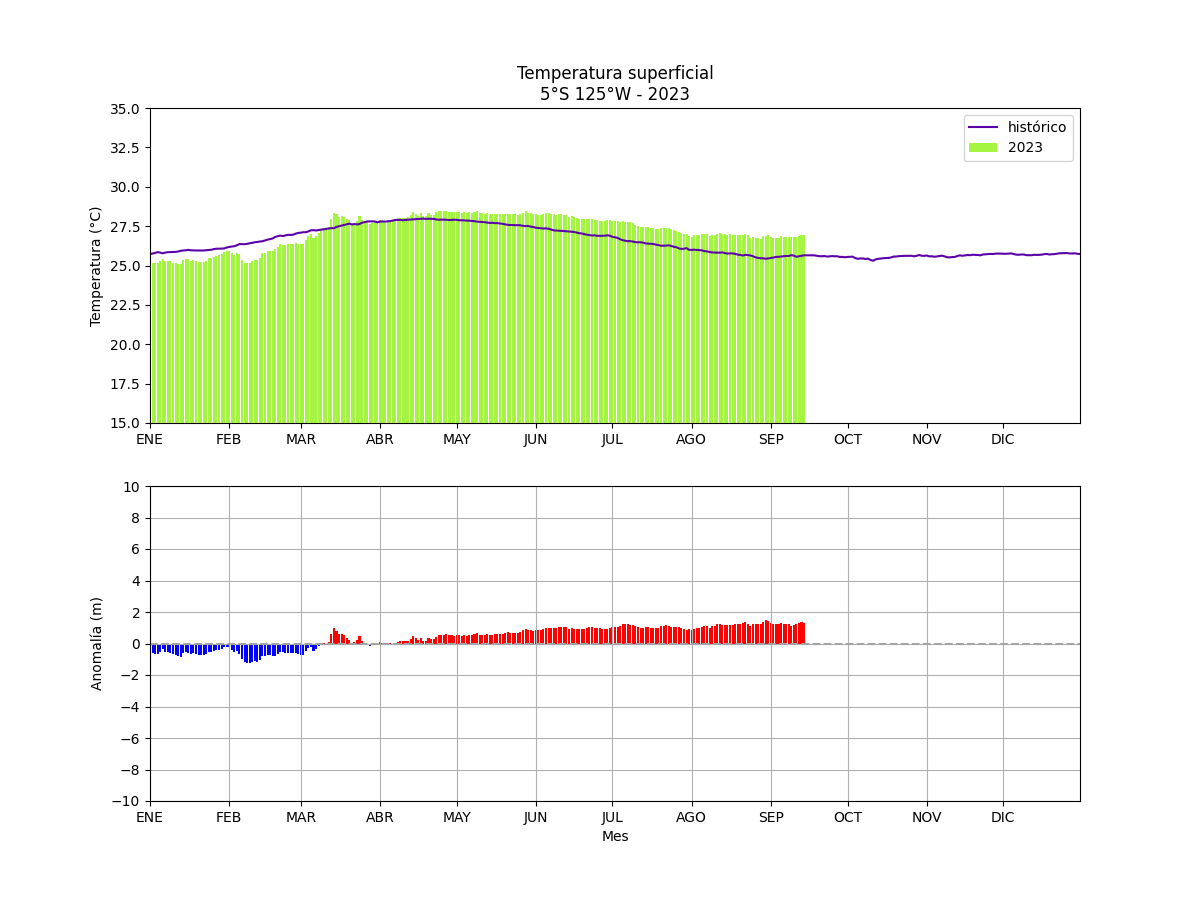 Temperatura superficial
5°S 125°W - 2023
35.0
32.5
30.0
27.5
25.0
22.5
20.0
17.5
15.0
Temperatura (°C)
histórico
2023
ENE FEB MAR ABR MAY JUN JUL AGO SEP OCT NOV DIC
10
8
6
4
2
0
−2
−4
−6
−8
−10
Anomalía (m)
ENE FEB MAR ABR MAY JUN JUL AGO SEP OCT NOV DIC
Mes